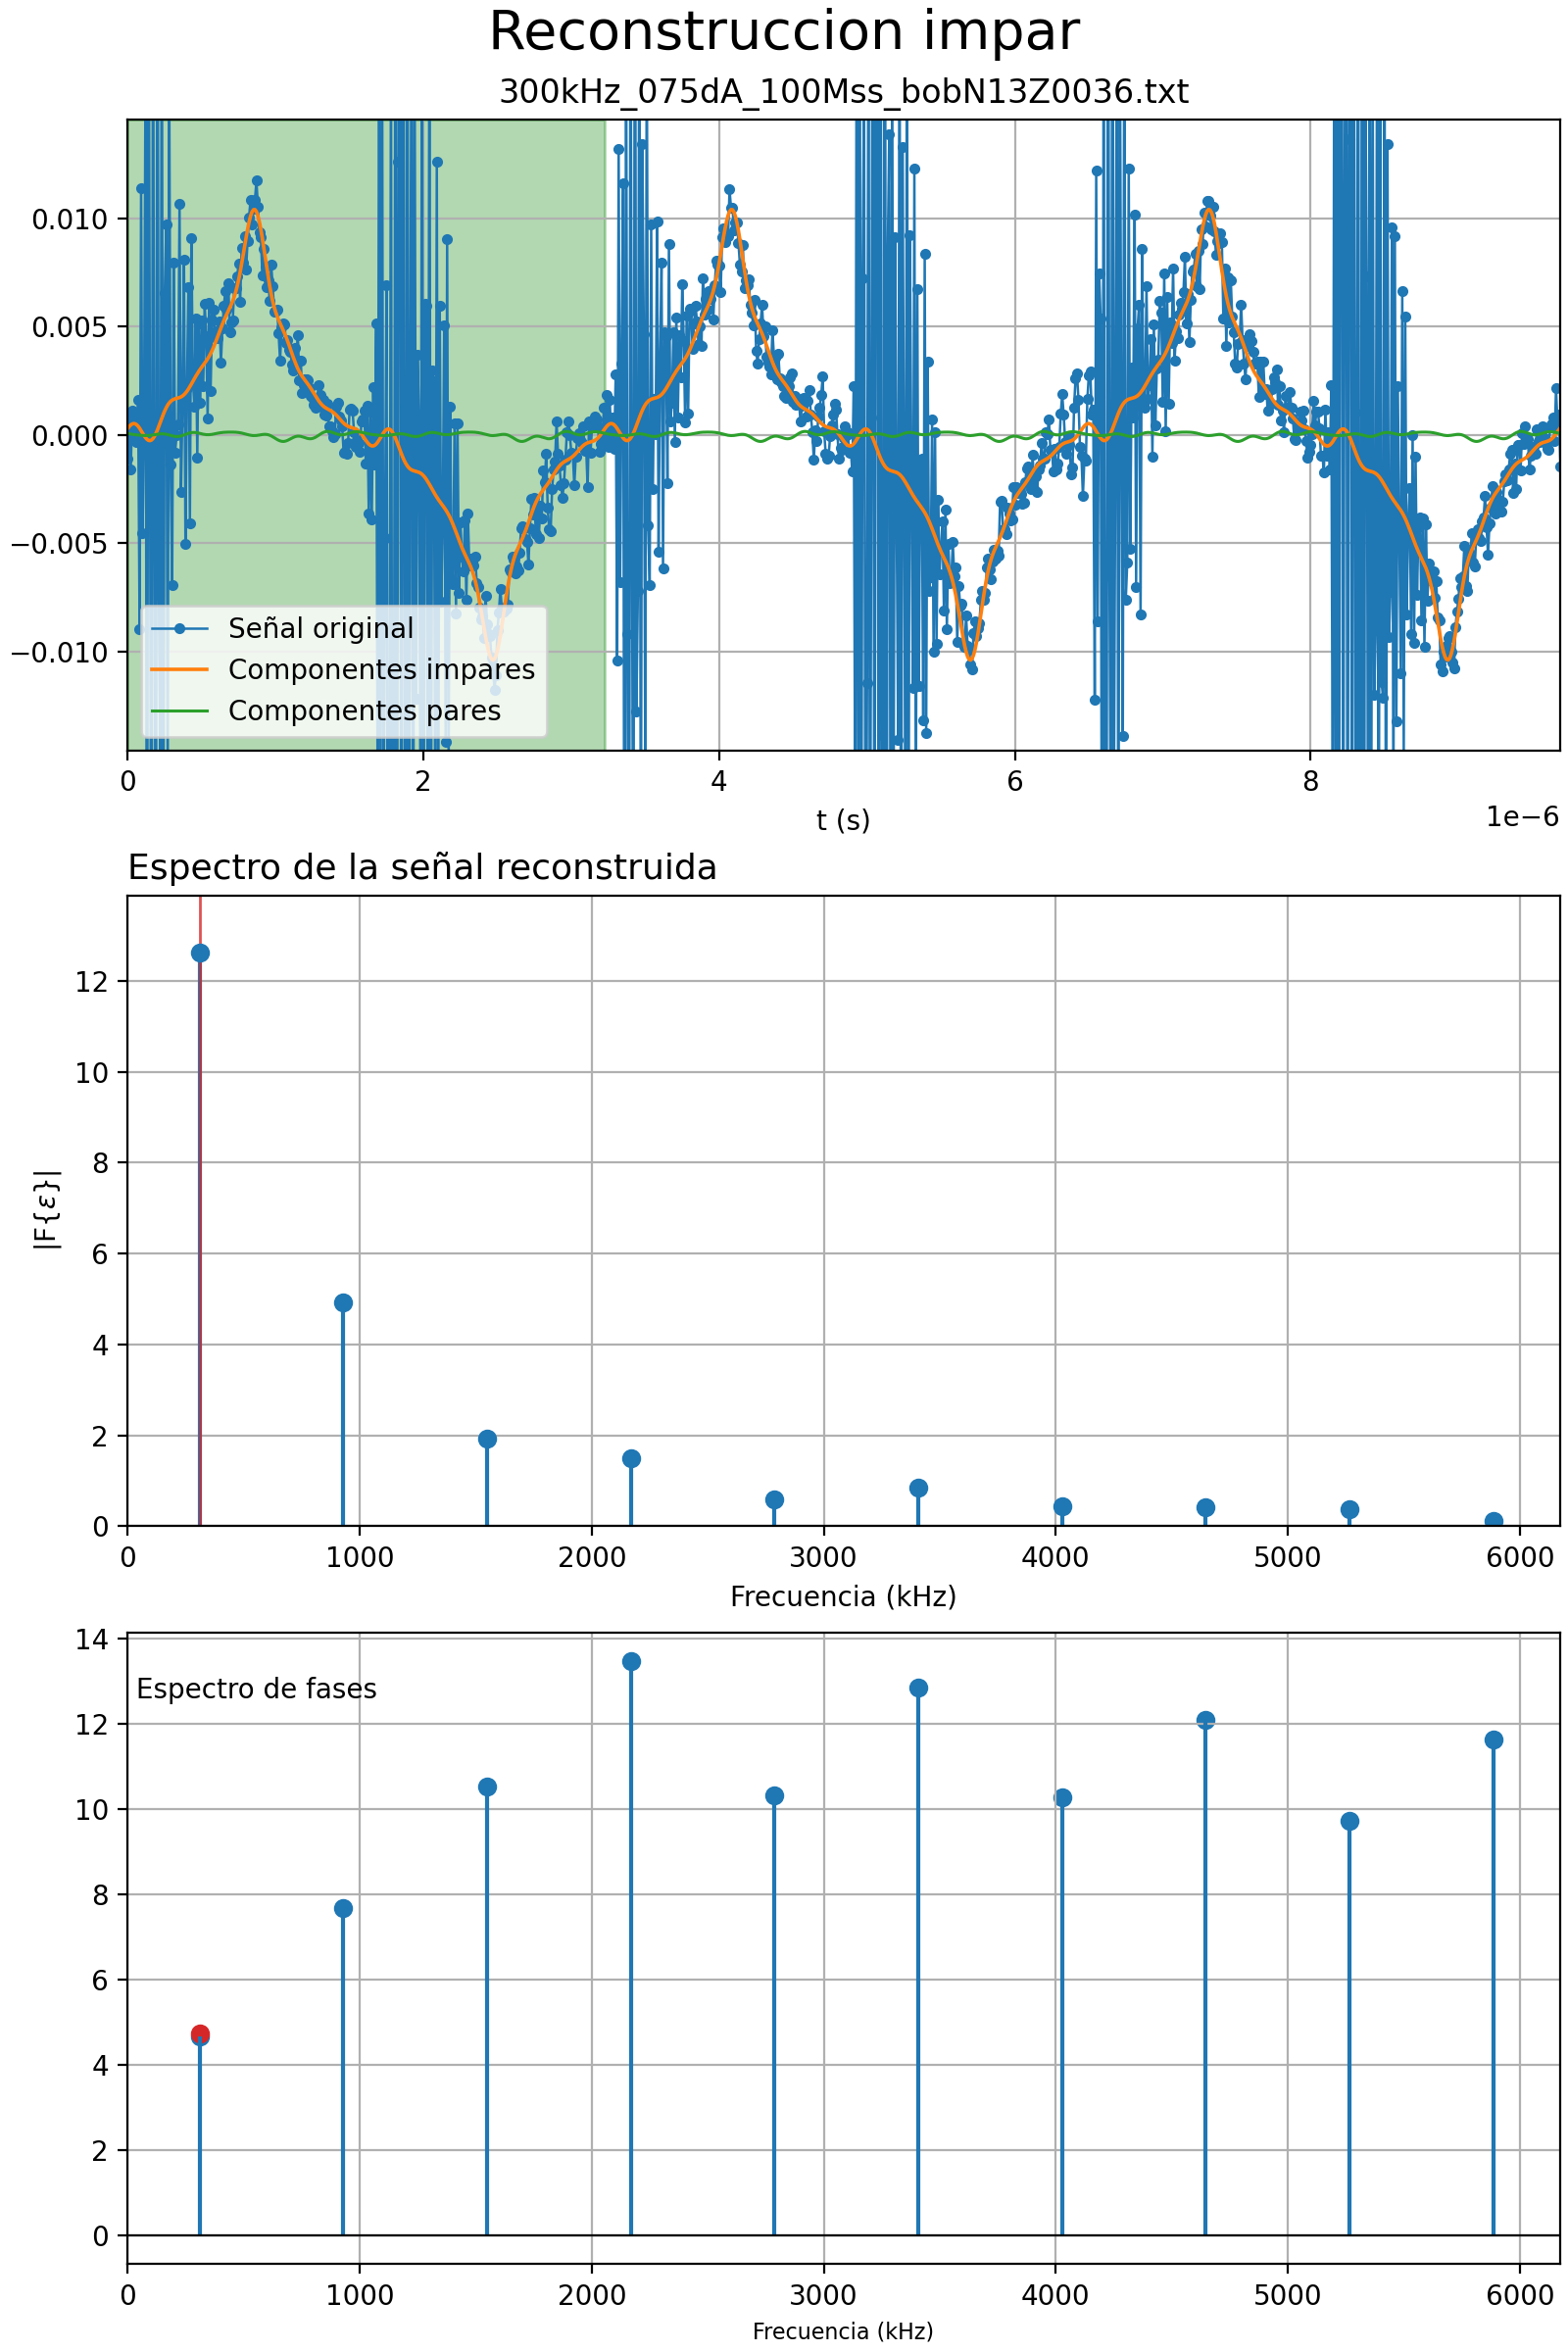 Reconstruccion impar
300kHz_075dA_100Mss_bobN13Z0036.txt
0.010
0.005
0.000
−0.005
−0.010
Señal original
Componentes impares
Componentes pares
0 2 4 6 8
1e−6
t (s)
Espectro de la señal reconstruida
12
10
8
6
4
2
0
|F{ε}|
0 1000 2000 3000 4000 5000 6000
Frecuencia (kHz)
14
Espectro de fases
12
10
8
6
4
2
0
0 1000 2000 3000 4000 5000 6000
Frecuencia (kHz)